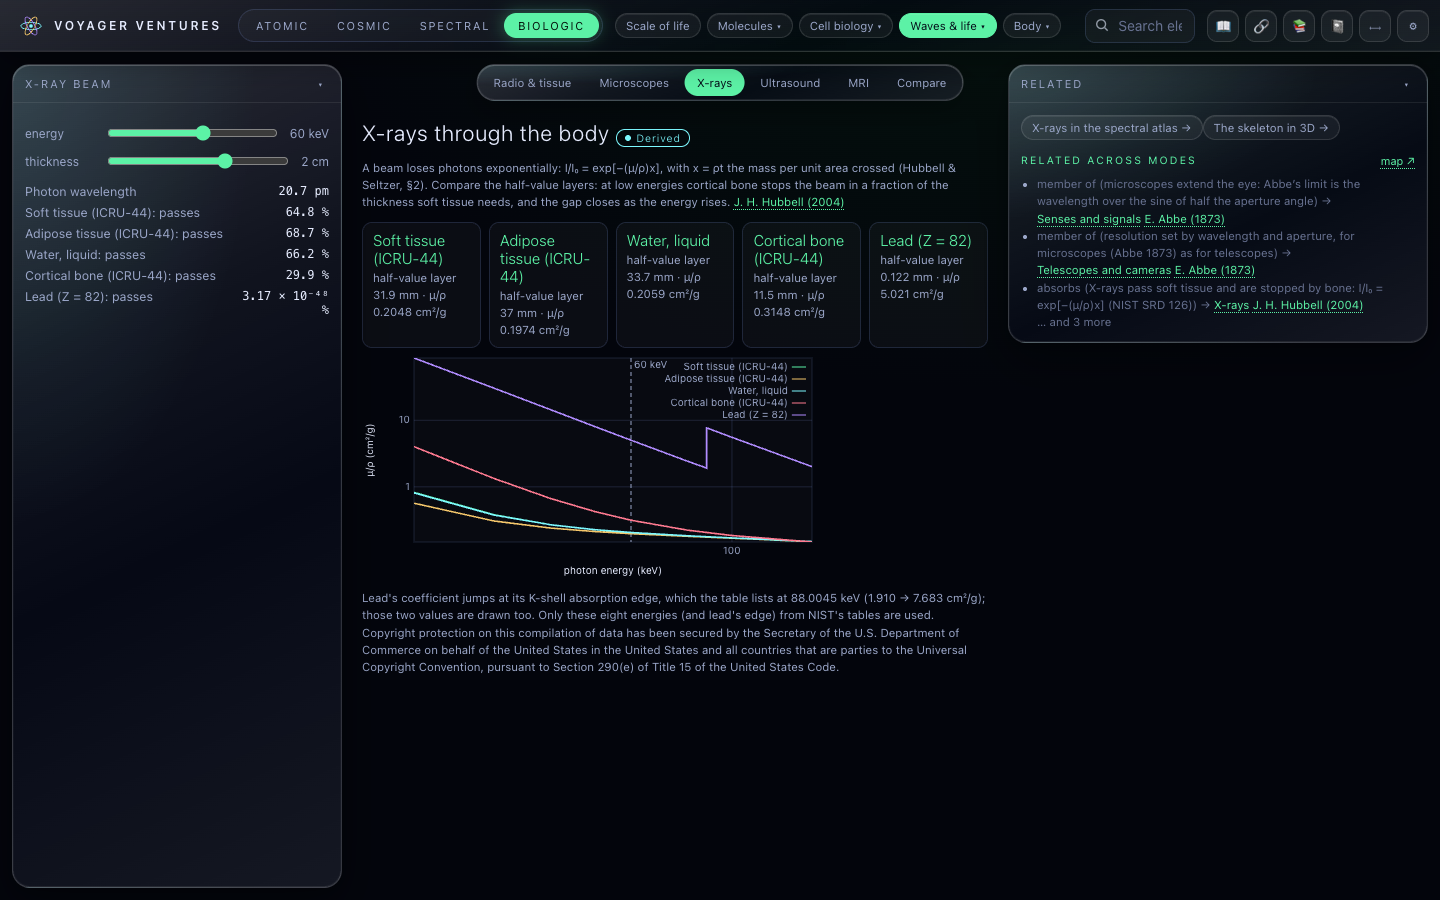 VOYAGER VENTURES
ATOMIC
COSMIC
SPECTRAL
BIOLOGIC
Scale of life
Molecules ▾
Cell biology ▾
Waves & life ▾
Body ▾
Search ele
X-RAY BEAM
energy 60 keV
thickness 2 cm
Photon wavelength 20.7 pm
Soft tissue (ICRU-44): passes 64.8 %
Adipose tissue (ICRU-44): passes 68.7 %
Water, liquid: passes 66.2 %
Cortical bone (ICRU-44): passes 29.9 %
Lead (Z = 82): passes 3.17 × 10⁻⁴⁸
%
Radio & tissue
Microscopes
X-rays
Ultrasound
MRI
Compare
X-rays through the body
Derived
A beam loses photons exponentially: I/I₀ = exp[−(μ/ρ)x], with x = ρt the mass per unit area crossed (Hubbell &
Seltzer, §2). Compare the half-value layers: at low energies cortical bone stops the beam in a fraction of the
thickness soft tissue needs, and the gap closes as the energy rises. J. H. Hubbell (2004)
Soft tissue
(ICRU-44)
half-value layer
31.9 mm · μ/ρ
0.2048 cm²/g
Adipose
tissue (ICRU-
44)
half-value layer
37 mm · μ/ρ
0.1974 cm²/g
Water, liquid
half-value layer
33.7 mm · μ/ρ
0.2059 cm²/g
Cortical bone
(ICRU-44)
half-value layer
11.5 mm · μ/ρ
0.3148 cm²/g
Lead (Z = 82)
half-value layer
0.122 mm · μ/ρ
5.021 cm²/g
60 keV
Soft tissue (ICRU-44)
Adipose tissue (ICRU-44)
Water, liquid
Cortical bone (ICRU-44)
Lead (Z = 82)
10
1
μ/ρ (cm²/g)
100
photon energy (keV)
Lead's coefficient jumps at its K-shell absorption edge, which the table lists at 88.0045 keV (1.910 → 7.683 cm²/g);
those two values are drawn too. Only these eight energies (and lead's edge) from NIST's tables are used.
Copyright protection on this compilation of data has been secured by the Secretary of the U.S. Department of
Commerce on behalf of the United States in the United States and all countries that are parties to the Universal
Copyright Convention, pursuant to Section 290(e) of Title 15 of the United States Code.
RELATED
X-rays in the spectral atlas →
The skeleton in 3D →
RELATED ACROSS MODES
map ↗
member of (microscopes extend the eye: Abbe's limit is the
wavelength over the sine of half the aperture angle) →
Senses and signals E. Abbe (1873)
member of (resolution set by wavelength and aperture, for
microscopes (Abbe 1873) as for telescopes) →
Telescopes and cameras E. Abbe (1873)
absorbs (X-rays pass soft tissue and are stopped by bone: I/I₀ =
exp[−(μ/ρ)x] (NIST SRD 126)) → X-rays J. H. Hubbell (2004)
… and 3 more